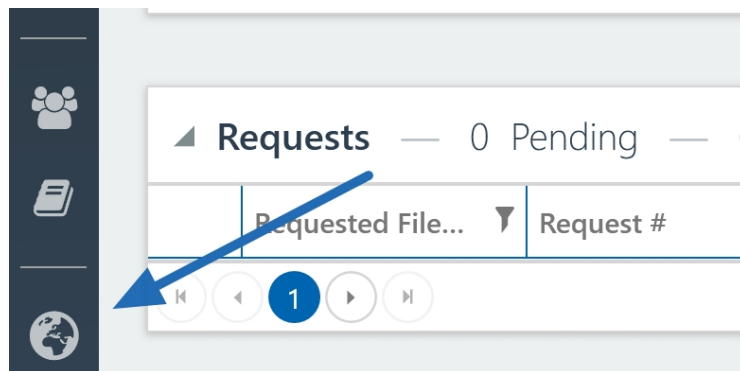 Requests — 0 Pending —
Requested File... Request #
1